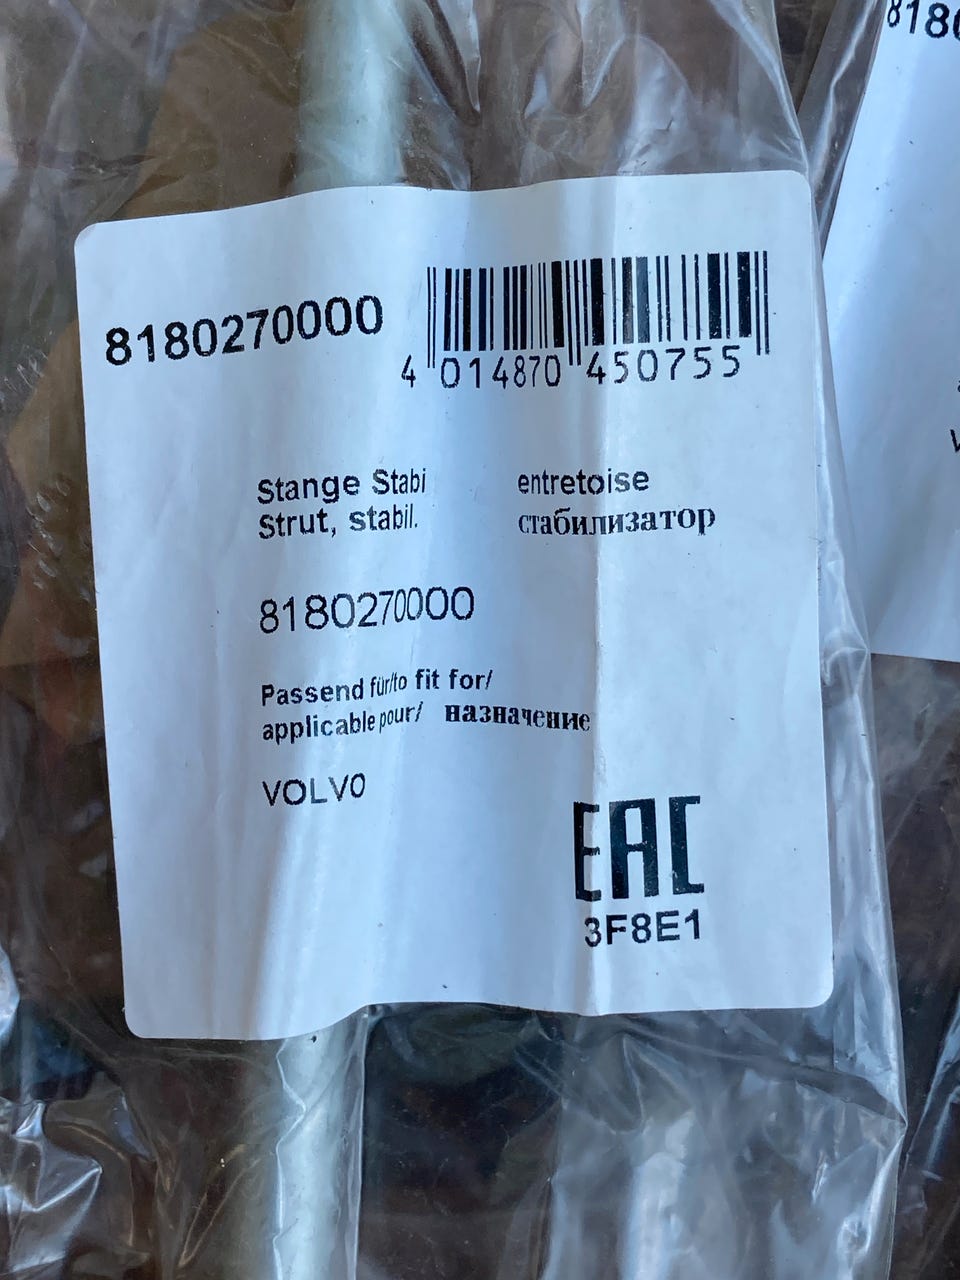 8180270000
4 014870 450755
Stange Stabi entretoise
Strut, stabil. стабилизатор
8180270000
Passend für/to fit for/
applicable pour/ назначение
VOLVO
EAC
3F8E1
8180